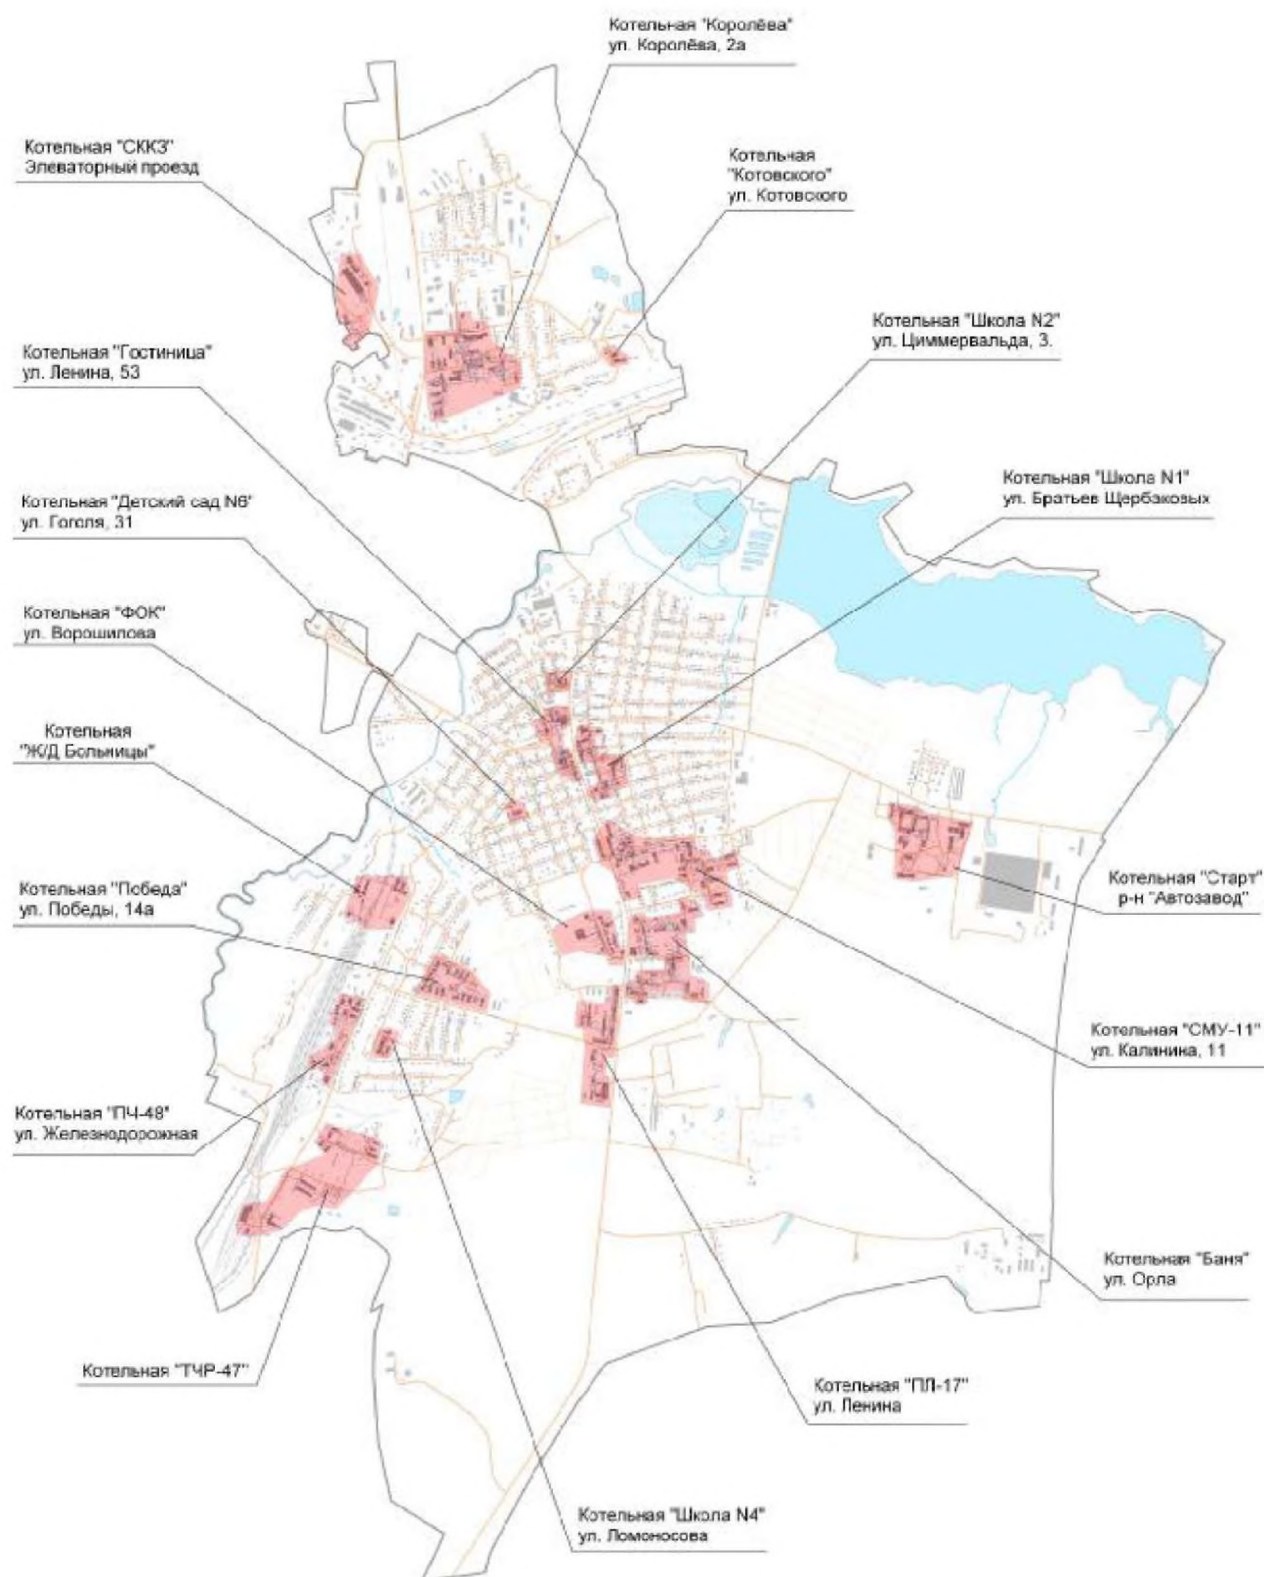 Котельная "Королёва"
ул. Королёва, 2а
Котельная "СККЗ"
Элеваторный проезд
Котельная
"Котовского"
ул. Котовского
Котельная "Школа N2"
ул. Циммервальда, 3.
Котельная "Гостиница"
ул. Ленина, 53
Котельная "Школа N1"
ул. Братьев Щербаковых
Котельная "Детский сад N6"
ул. Гоголя, 31
Котельная "ФОК"
ул. Ворошилова
Котельная
"Ж/Д Больницы"
Котельная "Старт"
р-н "Автозавод"
Котельная "Победа"
ул. Победы, 14а
Котельная "СМУ-11"
ул. Калинина, 11
Котельная "ПЧ-48"
ул. Железнодорожная
Котельная "Баня"
ул. Орла
Котельная "ТЧР-47"
Котельная "ПЛ-17"
ул. Ленина
Котельная "Школа N4"
ул. Ломоносова